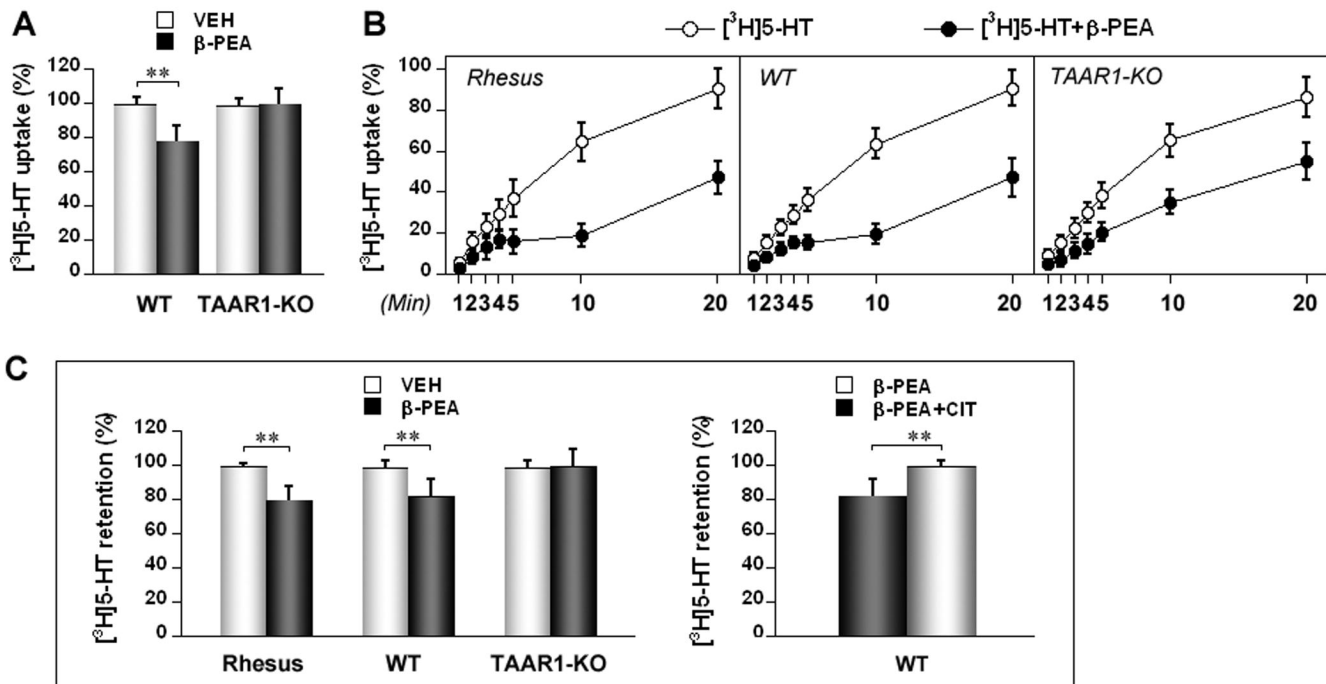 A
VEH
β-PEA
[³H]5-HT uptake (%)
120
100
80
60
40
20
0
**
WT TAAR1-KO
B
[³H]5-HT [³H]5-HT+β-PEA
[³H]5-HT uptake (%)
100
80
60
40
20
0
Rhesus WT TAAR1-KO
(Min) 12345 10 20 12345 10 20 12345 10 20
C
VEH
β-PEA
[³H]5-HT retention (%)
120
100
80
60
40
20
0
** **
Rhesus WT TAAR1-KO
β-PEA
β-PEA+CIT
[³H]5-HT retention (%)
120
100
80
60
40
20
0
**
WT